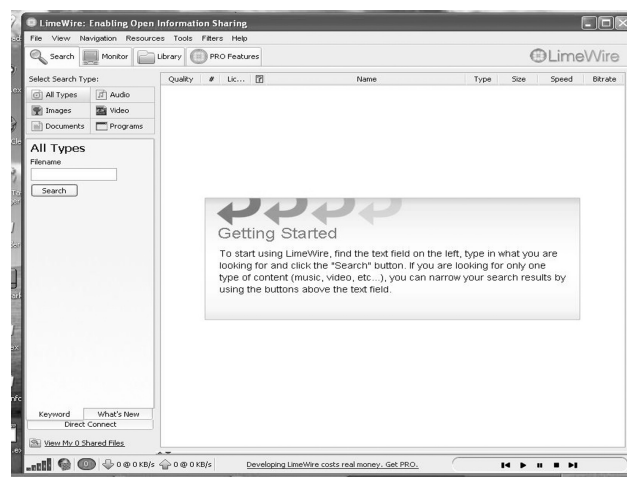 LimeWire: Enabling Open Information Sharing
File View Navigation Resources Tools Filters Help
Search Monitor Library PRO Features
LimeWire
Select Search Type:
Quality # Lic... Name Type Size Speed Bitrate
All Types Audio
Images Video
Documents Programs
All Types
Filename
Search
Getting Started
To start using LimeWire, find the text field on the left, type in what you are
looking for and click the "Search" button. If you are looking for only one
type of content (music, video, etc...), you can narrow your search results by
using the buttons above the text field.
Keyword What's New
Direct Connect
View My 0 Shared Files
0 @ 0 KB/s 0 @ 0 KB/s Developing LimeWire costs real money. Get PRO.